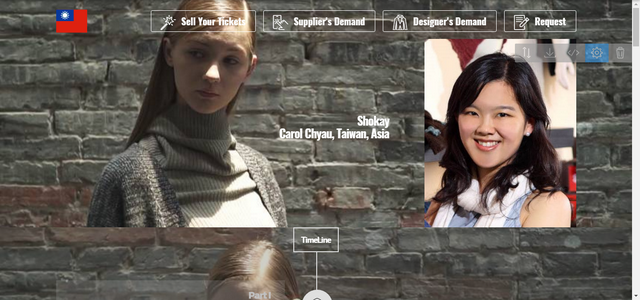 Sell Your Tickets
Supplier's Demand
Designer's Demand
Request
Shokay
Carol Chyau, Taiwan, Asia
TimeLine
Part I